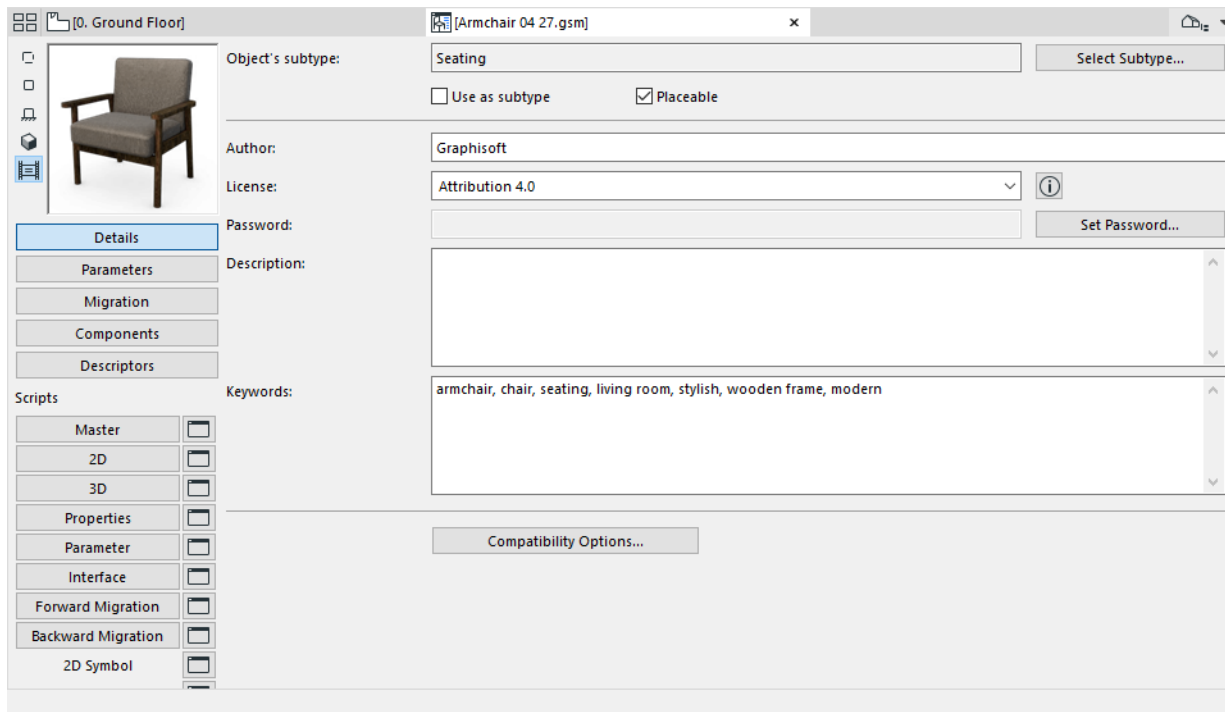 [0. Ground Floor]
[Armchair 04 27.gsm]
Object's subtype:
Seating
Select Subtype...
Use as subtype
Placeable
Author:
Graphisoft
License:
Attribution 4.0
Password:
Set Password...
Details
Parameters
Migration
Components
Descriptors
Description:
Keywords:
armchair, chair, seating, living room, stylish, wooden frame, modern
Scripts
Master
2D
3D
Properties
Parameter
Interface
Forward Migration
Backward Migration
2D Symbol
Compatibility Options...